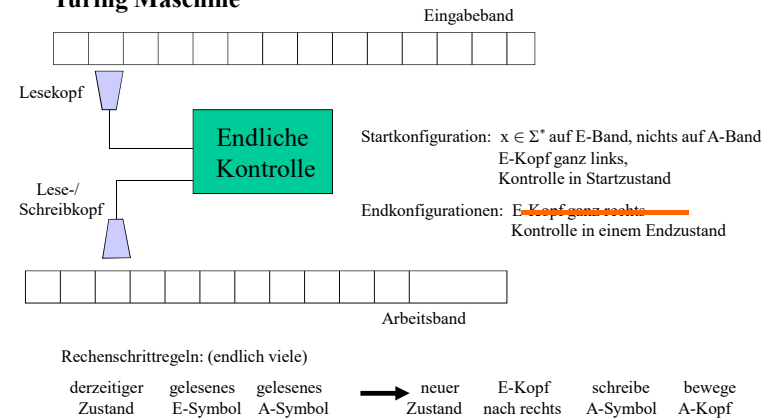 Turing Maschine
Eingabeband
Lesekopf
Endliche
Kontrolle
Startkonfiguration: x ∈ Σ* auf E-Band, nichts auf A-Band
E-Kopf ganz links,
Kontrolle in Startzustand
Lese-/
Schreibkopf
Endkonfigurationen: E-Kopf ganz rechts
Kontrolle in einem Endzustand
Arbeitsband
Rechenschrittregeln: (endlich viele)
derzeitiger gelesenes gelesenes neuer E-Kopf schreibe bewege
Zustand E-Symbol A-Symbol Zustand nach rechts A-Symbol A-Kopf